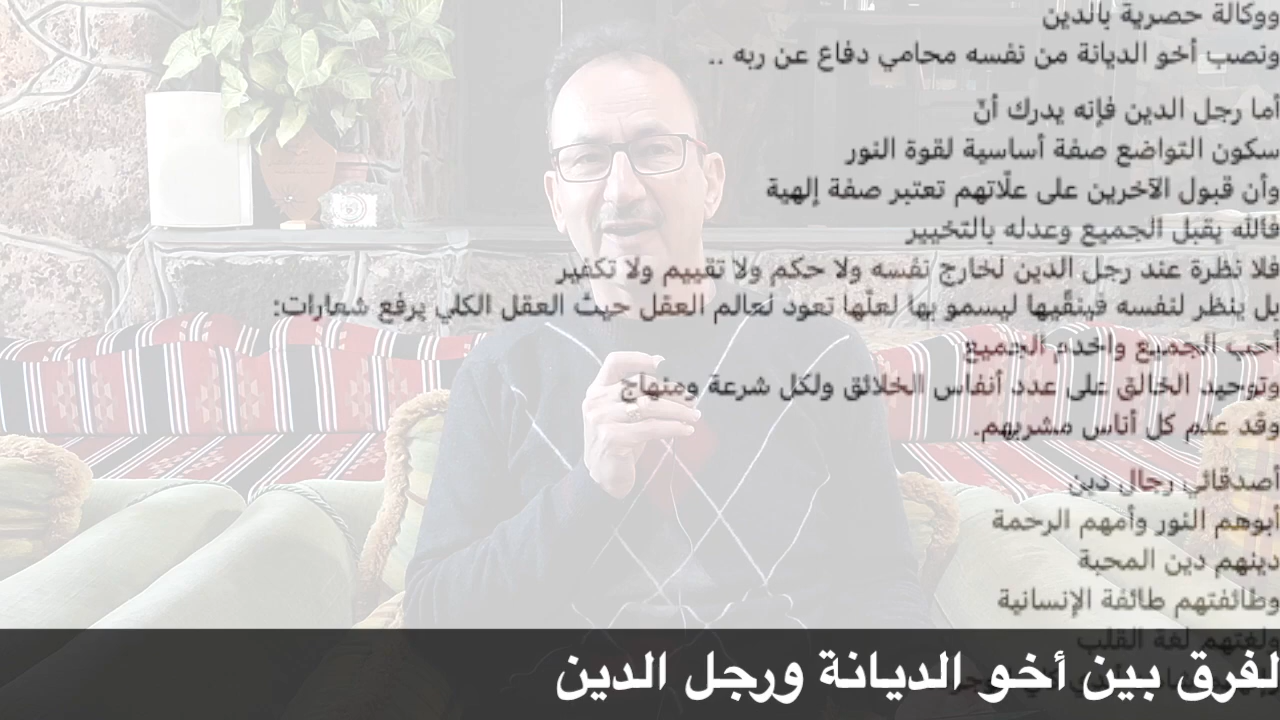 ووكالة حصرية بالدين
ونصب أخو الديانة من نفسه محامي دفاع عن ربه ..
أما رجل الدين فإنه يدرك أنّ
سكون التواضع صفة أساسية لقوة النور
وأن قبول الآخرين على علّاتهم تعتبر صفة إلهية
فالله يقبل الجميع وعدله بالتخيير
فلا نظرة عند رجل الدين لخارج نفسه ولا حكم ولا تقييم ولا تكفير
بل ينظر لنفسه فينقّيها ليسمو بها لعلّها تعود لعالم العقل حيث العقل الكلي يرفع شعارات:
أحب الجميع واخدم الجميع
وتوحيد الخالق على عدد أنفاس الخلائق ولكل شرعة ومنهاج
وقد علم كل أناس مشربهم.
أصدقائي رجال دين
أبوهم النور وأمهم الرحمة
دينهم دين المحبة
وطائفتهم طائفة الإنسانية
ولغتهم لغة القلب
لفرق بين أخو الديانة ورجل الدين